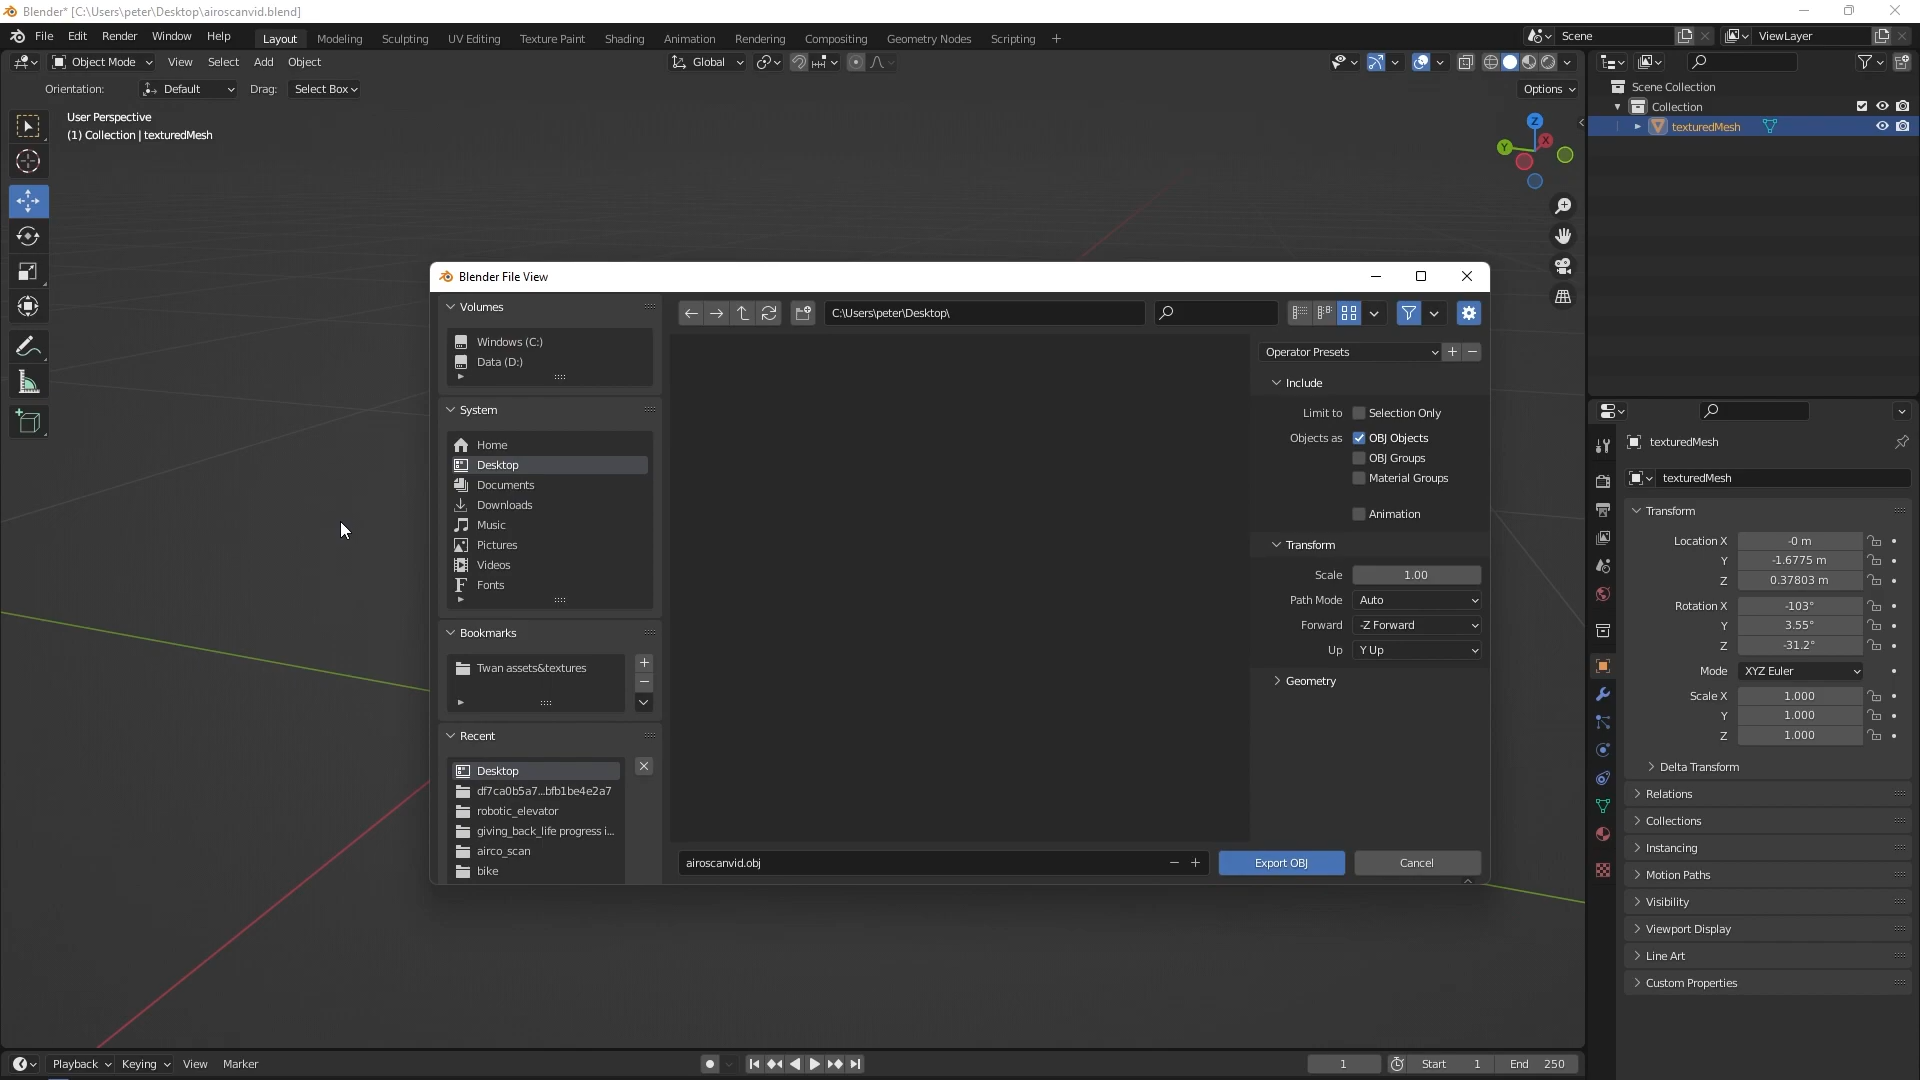 Blender* [C:\Users\peter\Desktop\airoscanvid.blend]
File Edit Render Window Help Layout Modeling Sculpting UV Editing Texture Paint Shading Animation Rendering Compositing Geometry Nodes Scripting + Scene ViewLayer
Object Mode View Select Add Object Global
Orientation: Default Drag: Select Box Options
User Perspective
(1) Collection | texturedMesh
Z
X
Y
Scene Collection
Collection
texturedMesh
Blender File View
Volumes
Windows (C:)
Data (D:)
System
Home
Desktop
Documents
Downloads
Music
Pictures
Videos
Fonts
Bookmarks
Twan assets&textures
Recent
Desktop
df7ca0b5a7...bfb1be4e2a7
robotic_elevator
giving_back_life progress i...
airco_scan
bike
C:\Users\peter\Desktop\
Operator Presets
Include
Limit to Selection Only
Objects as OBJ Objects
OBJ Groups
Material Groups
Animation
Transform
Scale 1.00
Path Mode Auto
Forward -Z Forward
Up Y Up
Geometry
airoscanvid.obj
Export OBJ Cancel
texturedMesh
texturedMesh
Transform
Location X -0 m
Y -1.6775 m
Z 0.37803 m
Rotation X -103°
Y 3.55°
Z -31.2°
Mode XYZ Euler
Scale X 1.000
Y 1.000
Z 1.000
Delta Transform
Relations
Collections
Instancing
Motion Paths
Visibility
Viewport Display
Line Art
Custom Properties
Playback Keying View Marker 1 Start 1 End 250